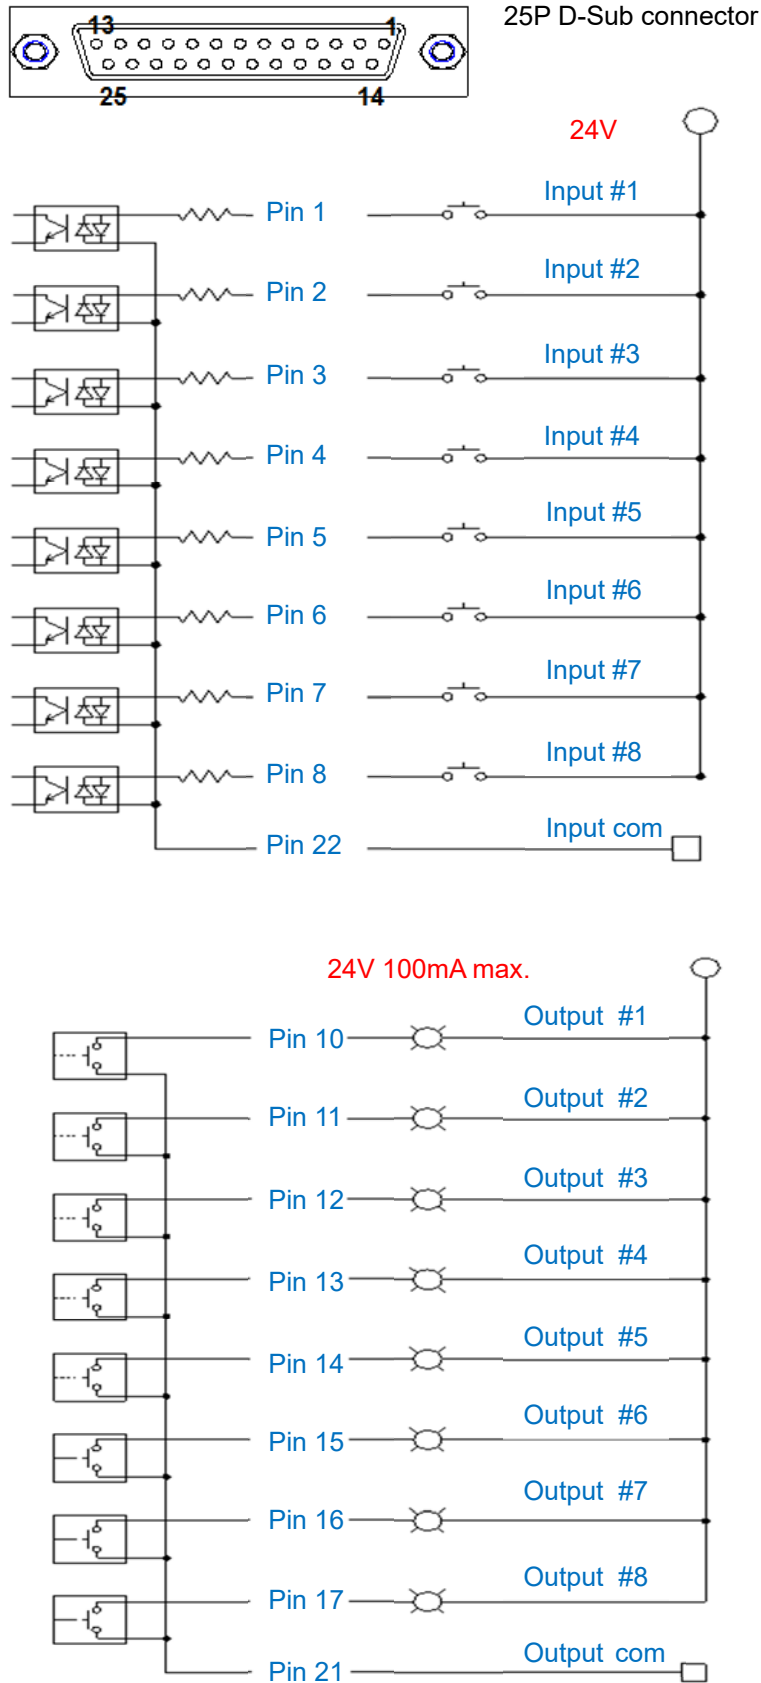 25P D-Sub connector
13 1
25 14
24V
Pin 1 Input #1
Pin 2 Input #2
Pin 3 Input #3
Pin 4 Input #4
Pin 5 Input #5
Pin 6 Input #6
Pin 7 Input #7
Pin 8 Input #8
Pin 22 Input com
24V 100mA max.
Pin 10 Output #1
Pin 11 Output #2
Pin 12 Output #3
Pin 13 Output #4
Pin 14 Output #5
Pin 15 Output #6
Pin 16 Output #7
Pin 17 Output #8
Pin 21 Output com